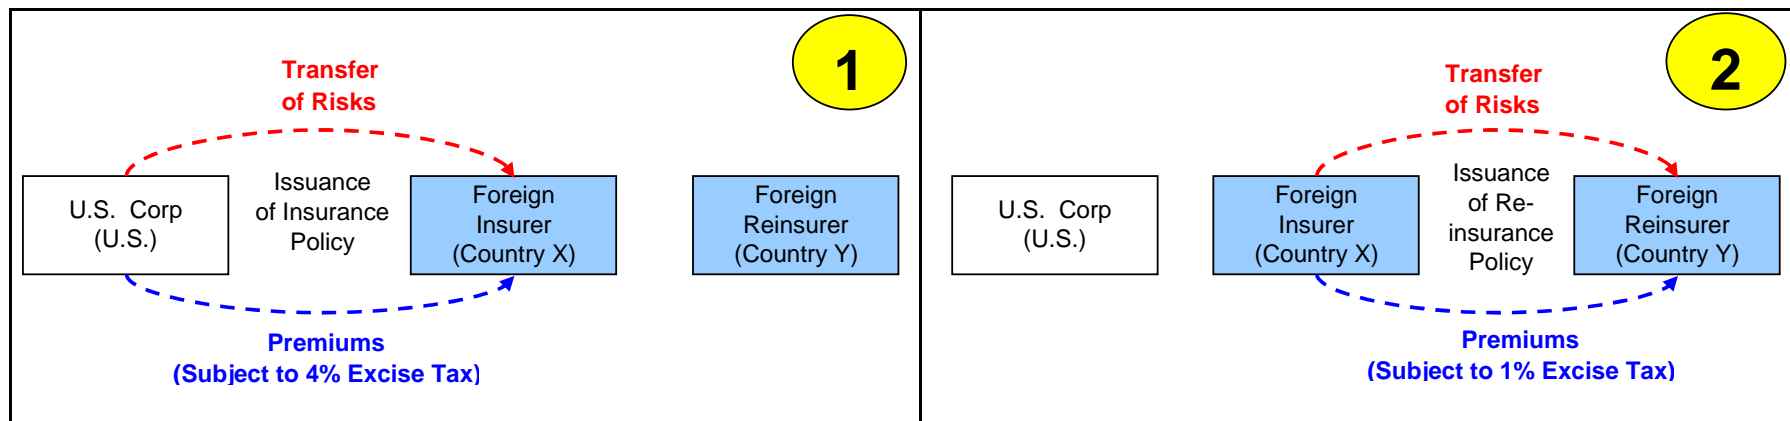 1
Transfer
of Risks
U.S. Corp
(U.S.)
Issuance
of Insurance
Policy
Foreign
Insurer
(Country X)
Foreign
Reinsurer
(Country Y)
Premiums
(Subject to 4% Excise Tax)
2
Transfer
of Risks
U.S. Corp
(U.S.)
Foreign
Insurer
(Country X)
Issuance
of Re-
insurance
Policy
Foreign
Reinsurer
(Country Y)
Premiums
(Subject to 1% Excise Tax)